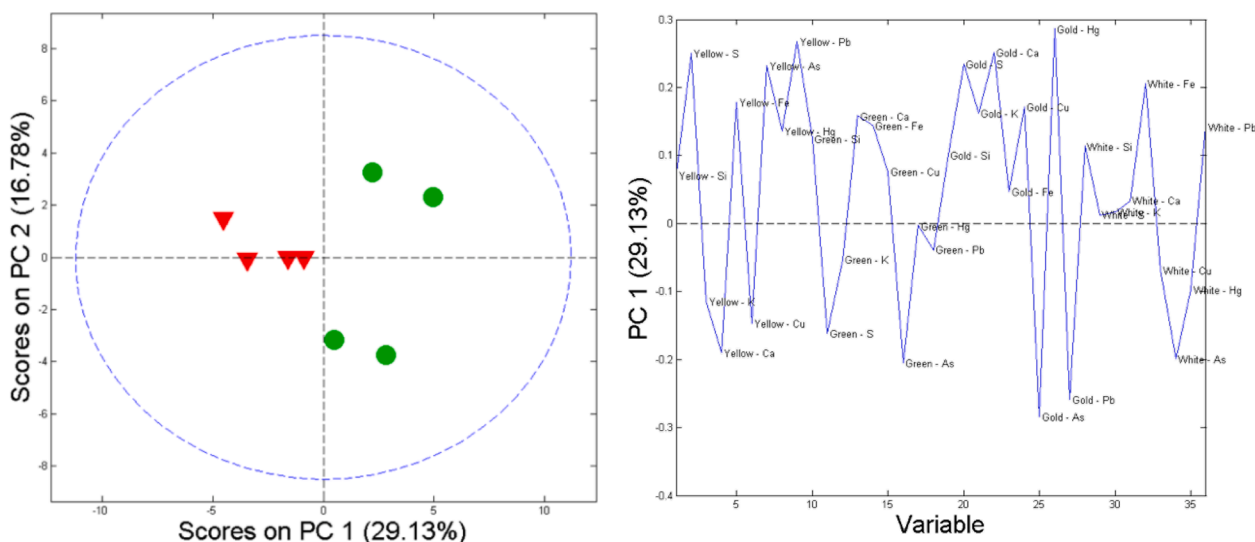 Scores on PC 2 (16.78%)
8
6
4
2
0
-2
-4
-6
-8
-10
-5
0
5
10
Scores on PC 1 (29.13%)
PC 1 (29.13%)
0.3
0.2
0.1
0
-0.1
-0.2
-0.3
-0.4
Yellow - Si
Yellow - S
Yellow - K
Yellow - Ca
Yellow - Fe
Yellow - Cu
Yellow - As
Yellow - Hg
Yellow - Pb
Green - Si
Green - S
Green - K
Green - Ca
Green - Fe
Green - Cu
Green - As
Green - Hg
Green - Pb
Gold - Si
Gold - S
Gold - K
Gold - Ca
Gold - Fe
Gold - Cu
Gold - As
Gold - Hg
Gold - Pb
White - Si
White - S
White - K
White - Ca
White - Fe
White - Cu
White - As
White - Hg
White - Pb
5
10
15
20
25
30
35
Variable